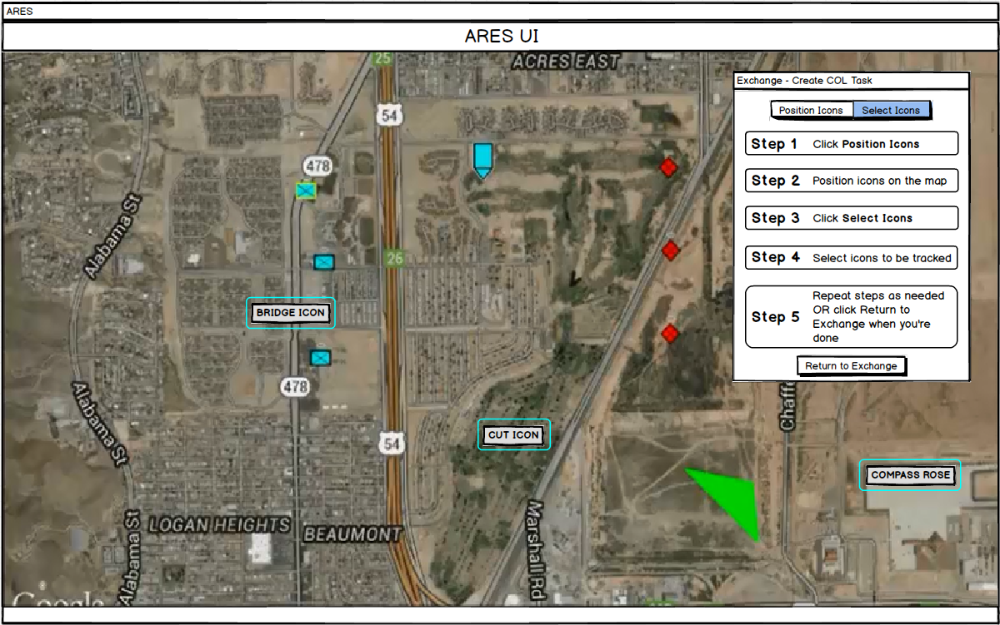 ARES
ARES UI
25
ACRES EAST
Exchange - Create COL Task
Position Icons
Select Icons
54
Step 1 Click Position Icons
478
Step 2 Position icons on the map
Alabama St
Step 3 Click Select Icons
26
Step 4 Select icons to be tracked
BRIDGE ICON
Step 5 Repeat steps as needed
OR click Return to
Exchange when you're
done
Return to Exchange
478
Alabama St
Chaffe
CUT ICON
54
COMPASS ROSE
LOGAN HEIGHTS
BEAUMONT
Marshall Rd
Alabama St
Google